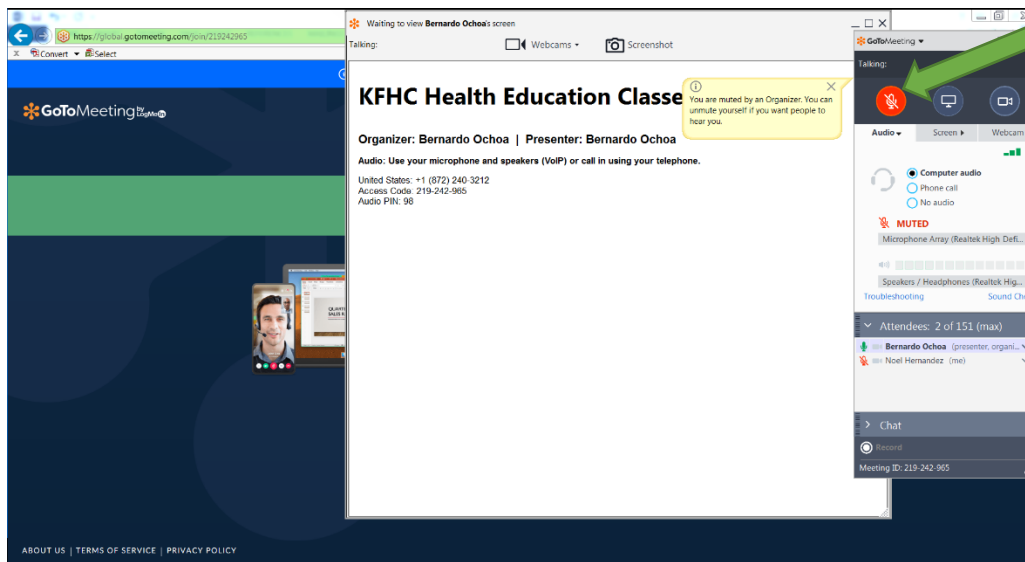 https://global.gotomeeting.com/join/219242965
x Convert Select
GoToMeeting by LogMeIn
ABOUT US | TERMS OF SERVICE | PRIVACY POLICY
Waiting to view Bernardo Ochoa's screen
Talking:
Webcams
Screenshot
KFHC Health Education Classe
Organizer: Bernardo Ochoa | Presenter: Bernardo Ochoa
Audio: Use your microphone and speakers (VoIP) or call in using your telephone.
United States: +1 (872) 240-3212
Access Code: 219-242-965
Audio PIN: 98
You are muted by an Organizer. You can
unmute yourself if you want people to
hear you.
GoToMeeting
Talking:
Audio Screen Webcam
Computer audio
Phone call
No audio
MUTED
Microphone Array (Realtek High Defi...
Speakers / Headphones (Realtek Hig...
Troubleshooting Sound Che
Attendees: 2 of 151 (max)
Bernardo Ochoa (presenter, organi...
Noel Hernandez (me)
Chat
Record
Meeting ID: 219-242-965